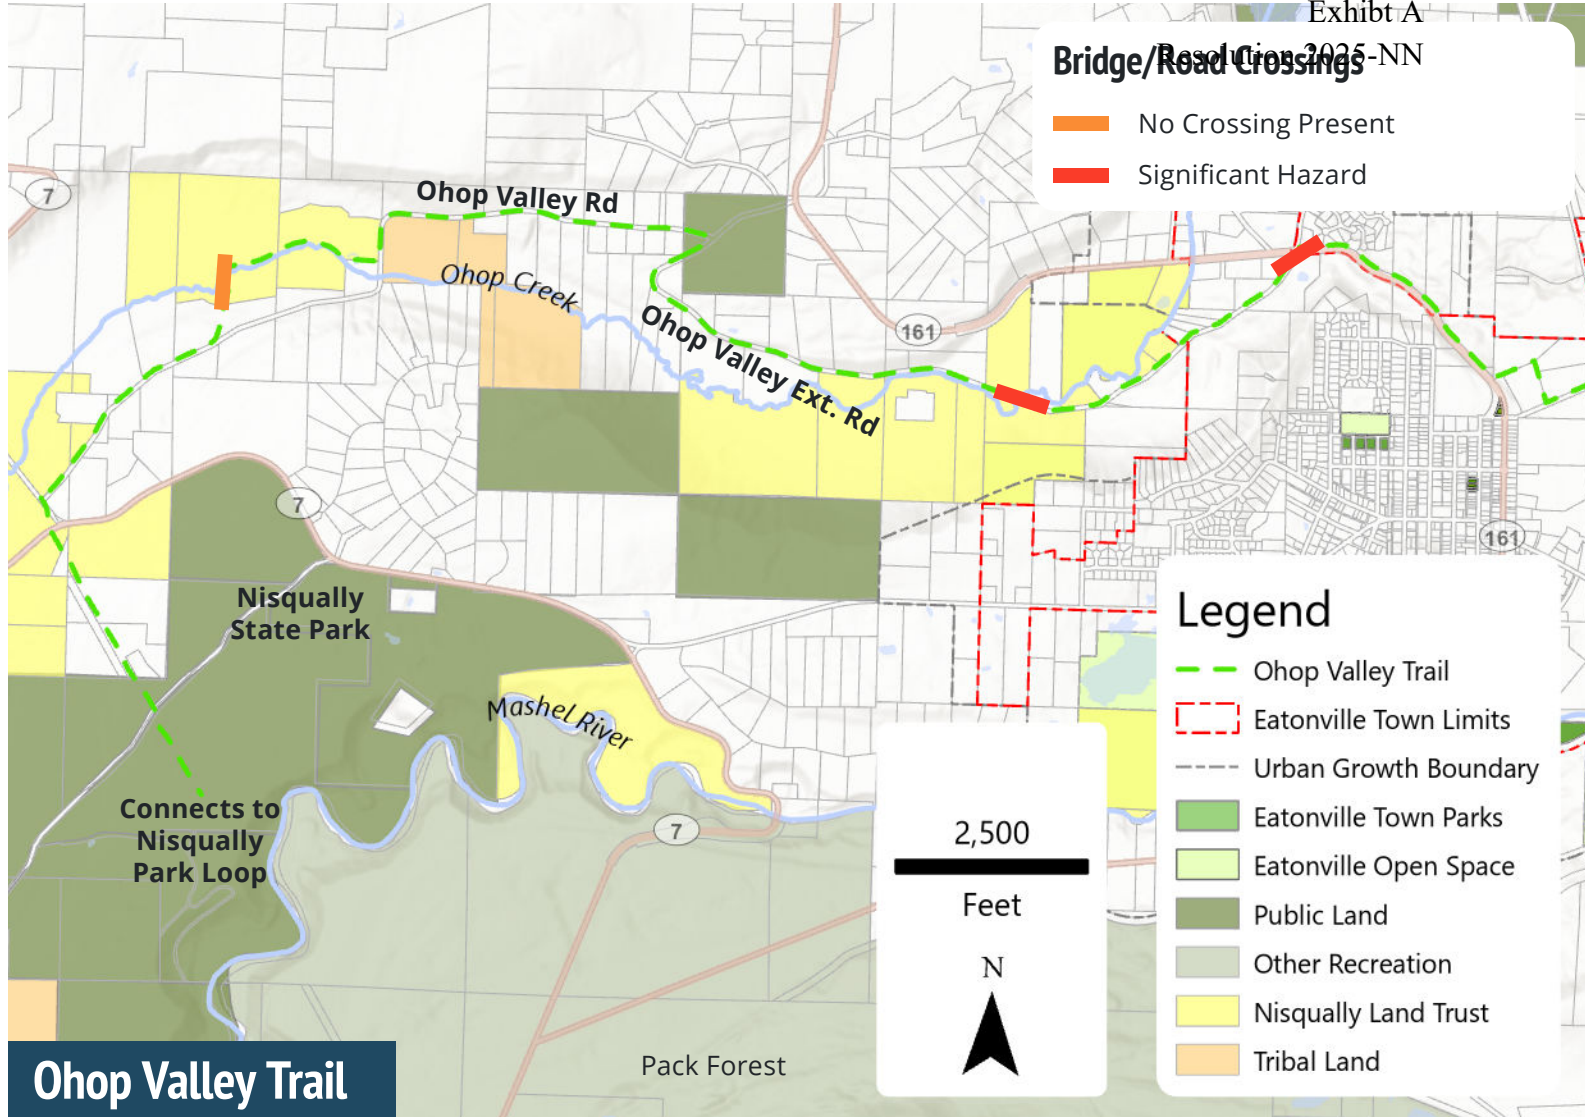 Exhibt A
Resolution 2025-NN
Bridge/Road Crossings
No Crossing Present
Significant Hazard
7
Ohop Valley Rd
Ohop Creek
161
Ohop Valley Ext. Rd
7
161
Nisqually
State Park
Mashel River
Connects to
Nisqually
Park Loop
7
Pack Forest
2,500
Feet
N
Legend
Ohop Valley Trail
Eatonville Town Limits
Urban Growth Boundary
Eatonville Town Parks
Eatonville Open Space
Public Land
Other Recreation
Nisqually Land Trust
Tribal Land
Ohop Valley Trail